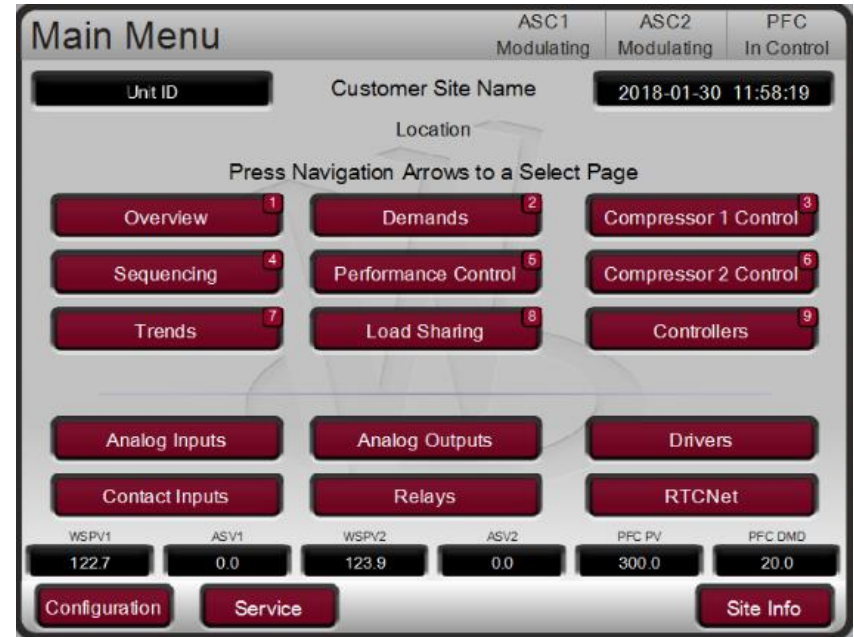 Main Menu
ASC1 Modulating
ASC2 Modulating
PFC In Control
Unit ID
Customer Site Name
2018-01-30 11:58:19
Location
Press Navigation Arrows to a Select Page
Overview 1
Demands 2
Compressor 1 Control 3
Sequencing 4
Performance Control 5
Compressor 2 Control 6
Trends 7
Load Sharing 8
Controllers 9
Analog Inputs
Analog Outputs
Drivers
Contact Inputs
Relays
RTCNet
WSPV1 ASV1 WSPV2 ASV2 PFC PV PFC DMD
122.7 0.0 123.9 0.0 300.0 20.0
Configuration
Service
Site Info